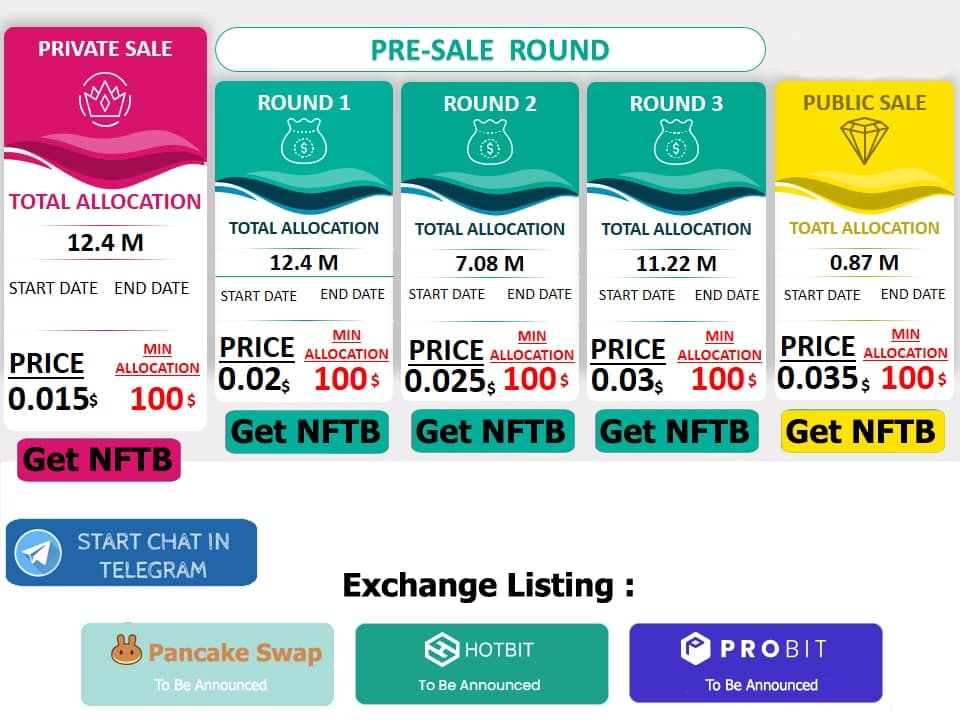 PRIVATE SALE
TOTAL ALLOCATION
12.4 M
START DATE END DATE
PRICE
MIN
ALLOCATION
0.015$ 100$
Get NFTB
PRE-SALE ROUND
ROUND 1
$
TOTAL ALLOCATION
12.4 M
START DATE END DATE
PRICE
MIN
ALLOCATION
0.02$ 100$
Get NFTB
ROUND 2
$
TOTAL ALLOCATION
7.08 M
START DATE END DATE
PRICE
MIN
ALLOCATION
0.025$ 100$
Get NFTB
ROUND 3
$
TOTAL ALLOCATION
11.22 M
START DATE END DATE
PRICE
MIN
ALLOCATION
0.03$ 100$
Get NFTB
PUBLIC SALE
TOATL ALLOCATION
0.87 M
START DATE END DATE
PRICE
MIN
ALLOCATION
0.035$ 100$
Get NFTB
START CHAT IN
TELEGRAM
Exchange Listing :
Pancake Swap
To Be Announced
HOTBIT
To Be Announced
PROBIT
To Be Announced